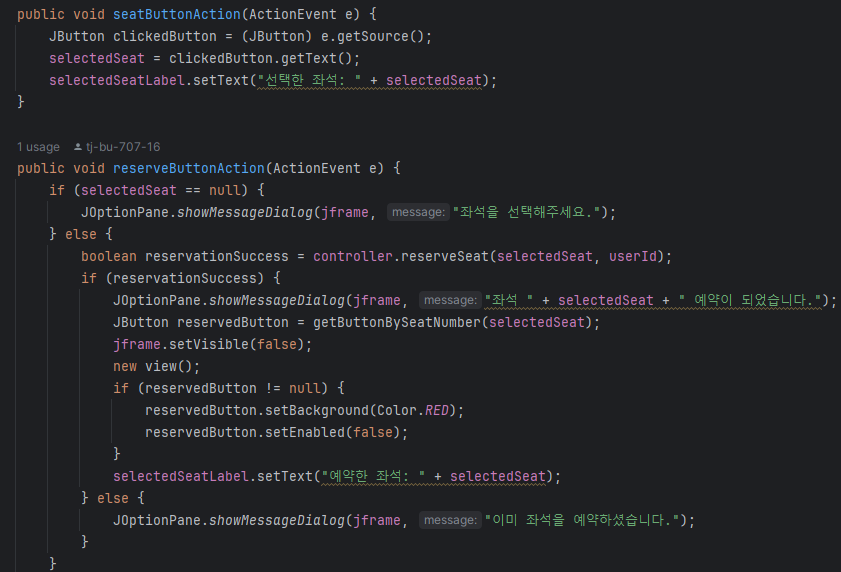 public void seatButtonAction(ActionEvent e) {
    JButton clickedButton = (JButton) e.getSource();
    selectedSeat = clickedButton.getText();
    selectedSeatLabel.setText("선택한 좌석: " + selectedSeat);
}
1 usage tj-bu-707-16
public void reserveButtonAction(ActionEvent e) {
    if (selectedSeat == null) {
        JOptionPane.showMessageDialog(jframe, message: "좌석을 선택해주세요.");
    } else {
        boolean reservationSuccess = controller.reserveSeat(selectedSeat, userId);
        if (reservationSuccess) {
            JOptionPane.showMessageDialog(jframe, message: "좌석 " + selectedSeat + " 예약이 되었습니다.");
            JButton reservedButton = getButtonBySeatNumber(selectedSeat);
            jframe.setVisible(false);
            new view();
            if (reservedButton != null) {
                reservedButton.setBackground(Color.RED);
                reservedButton.setEnabled(false);
            }
            selectedSeatLabel.setText("예약한 좌석: " + selectedSeat);
        } else {
            JOptionPane.showMessageDialog(jframe, message: "이미 좌석을 예약하셨습니다.");
        }
    }